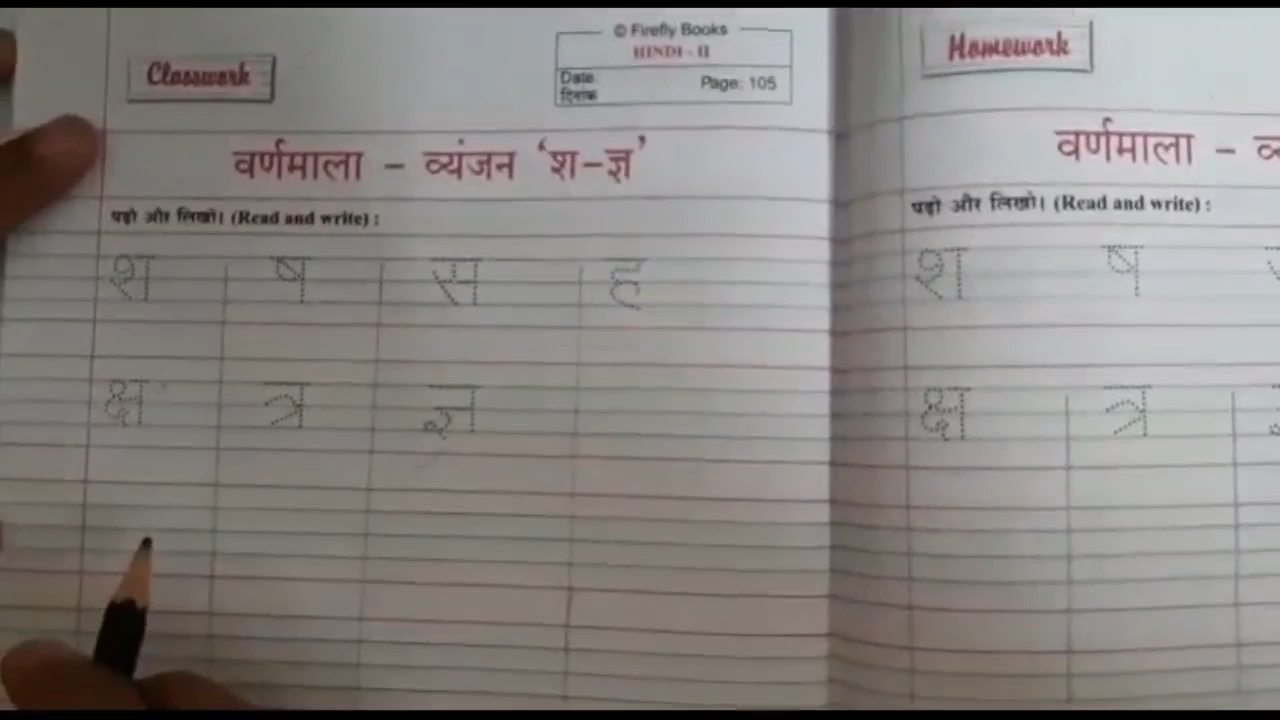 Classwork
© Firefly Books
HINDI - II
Date:
दिनांक
Page: 105
वर्णमाला – व्यंजन ‘श–ज्ञ’
पढ़ो और लिखो। (Read and write) :
श ष स ह
क्ष त्र ज्ञ
Homework
वर्णमाला –
पढ़ो और लिखो। (Read and write) :
श ष
क्ष त्र